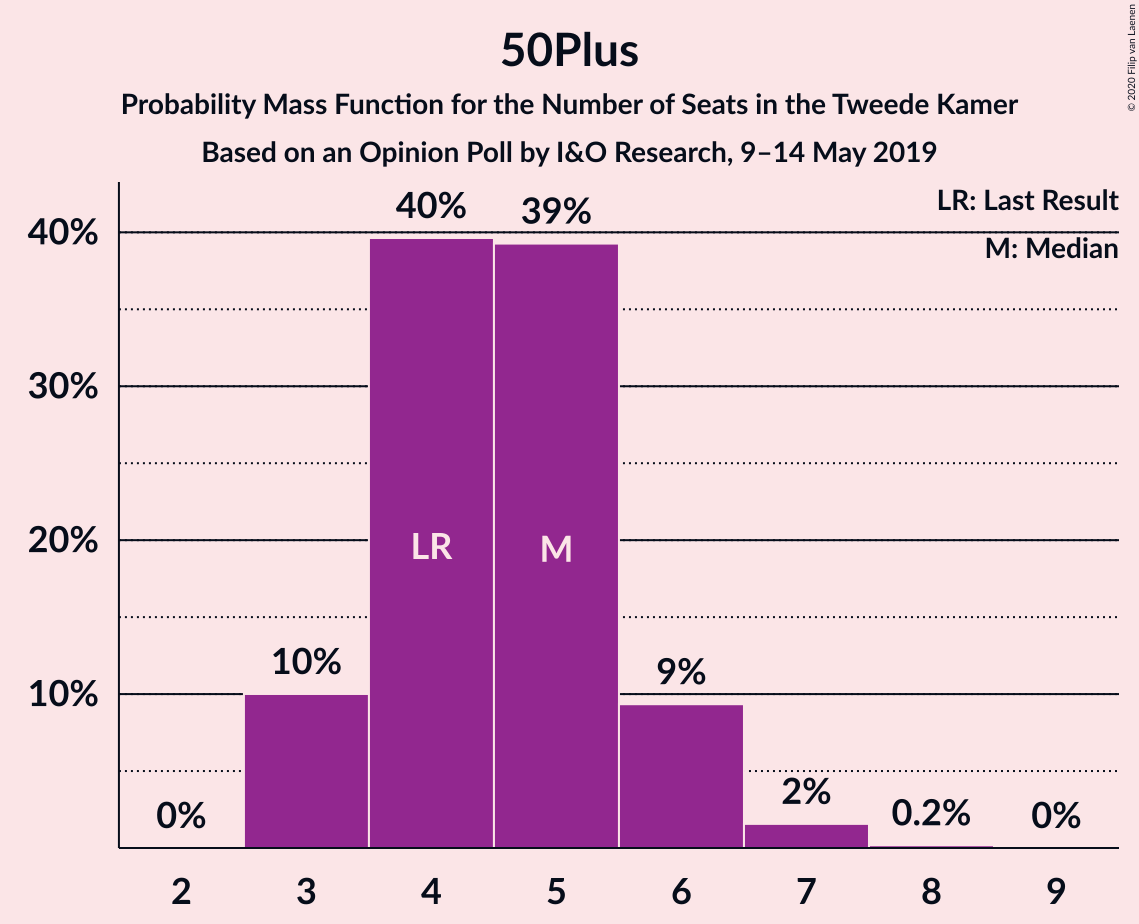 50Plus
Probability Mass Function for the Number of Seats in the Tweede Kamer
Based on an Opinion Poll by I&O Research, 9–14 May 2019
© 2020 Filip van Laenen
LR: Last Result
M: Median
40%
30%
20%
10%
0%
10%
40%
39%
9%
2%
0.2%
0%
LR
M
2
3
4
5
6
7
8
9